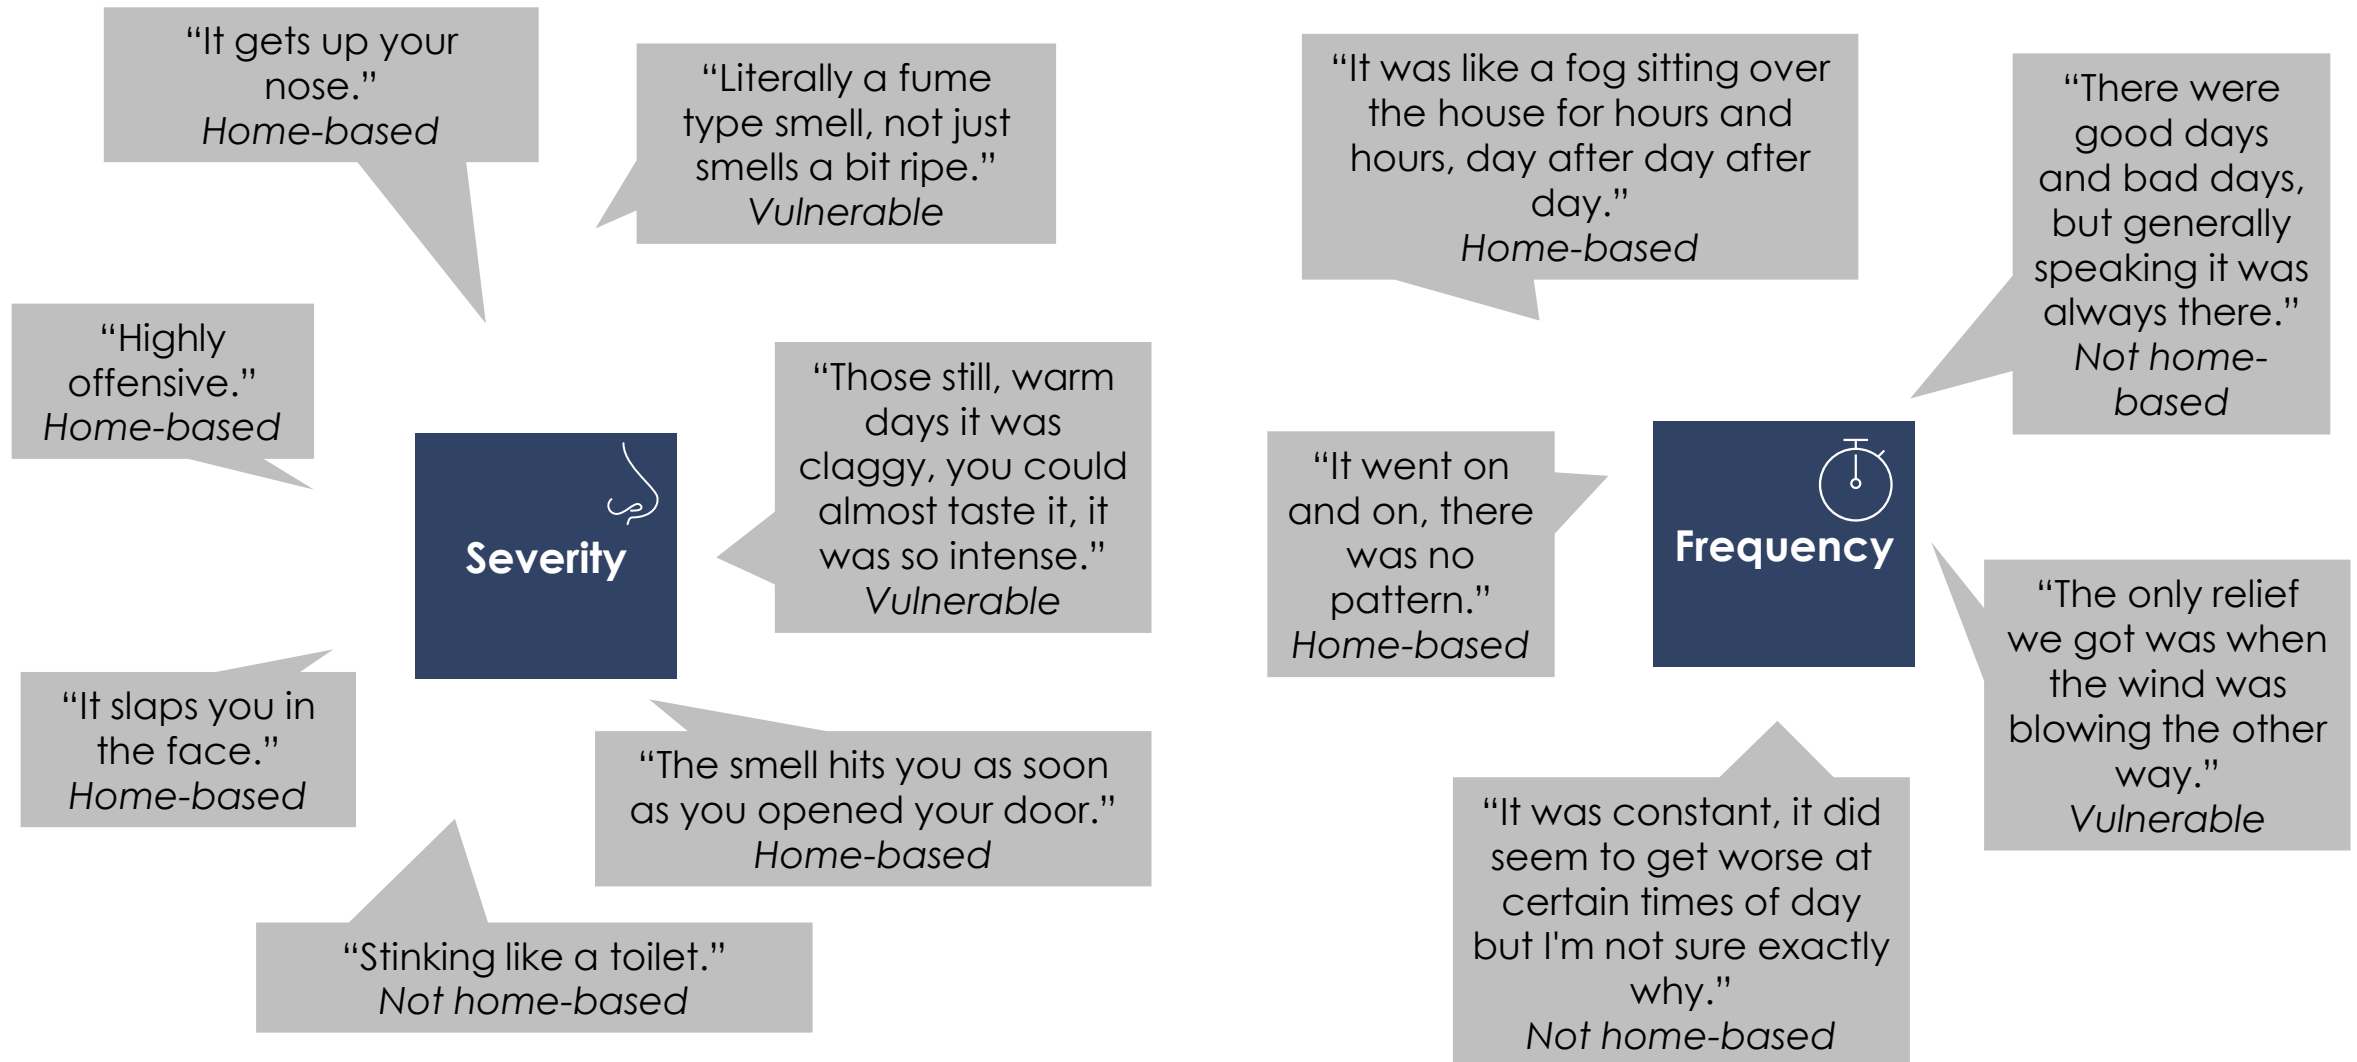 “It gets up your
nose.”
Home-based
“Literally a fume
type smell, not just
smells a bit ripe.”
Vulnerable
“Highly
offensive.”
Home-based
“Those still, warm
days it was
claggy, you could
almost taste it, it
was so intense.”
Vulnerable
Severity
“It slaps you in
the face.”
Home-based
“The smell hits you as soon
as you opened your door.”
Home-based
“Stinking like a toilet.”
Not home-based
“It was like a fog sitting over
the house for hours and
hours, day after day after
day.”
Home-based
“There were
good days
and bad days,
but generally
speaking it was
always there.”
Not home-
based
“It went on
and on, there
was no
pattern.”
Home-based
Frequency
“The only relief
we got was when
the wind was
blowing the other
way.”
Vulnerable
“It was constant, it did
seem to get worse at
certain times of day
but I'm not sure exactly
why.”
Not home-based